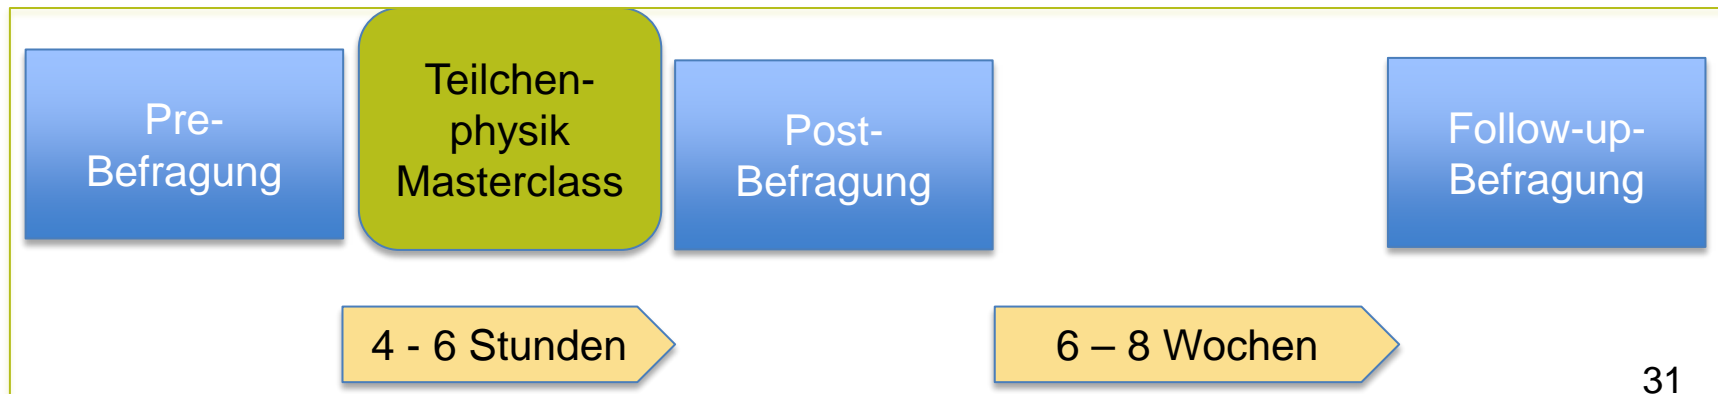 Pre-
Befragung
Teilchen-
physik
Masterclass
Post-
Befragung
Follow-up-
Befragung
4 - 6 Stunden
6 – 8 Wochen
31